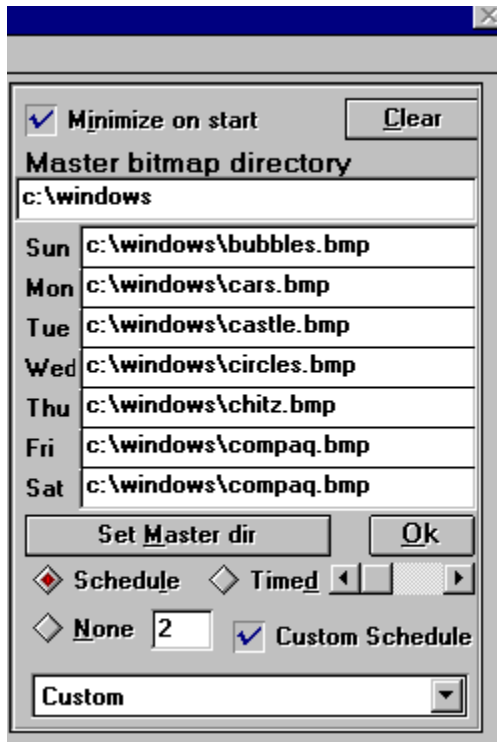 Minimize on start Clear
Master bitmap directory
c:\windows
Sun c:\windows\bubbles.bmp
Mon c:\windows\cars.bmp
Tue c:\windows\castle.bmp
Wed c:\windows\circles.bmp
Thu c:\windows\chitz.bmp
Fri c:\windows\compaq.bmp
Sat c:\windows\compaq.bmp
Set Master dir Ok
Schedule Timed
None 2 Custom Schedule
Custom